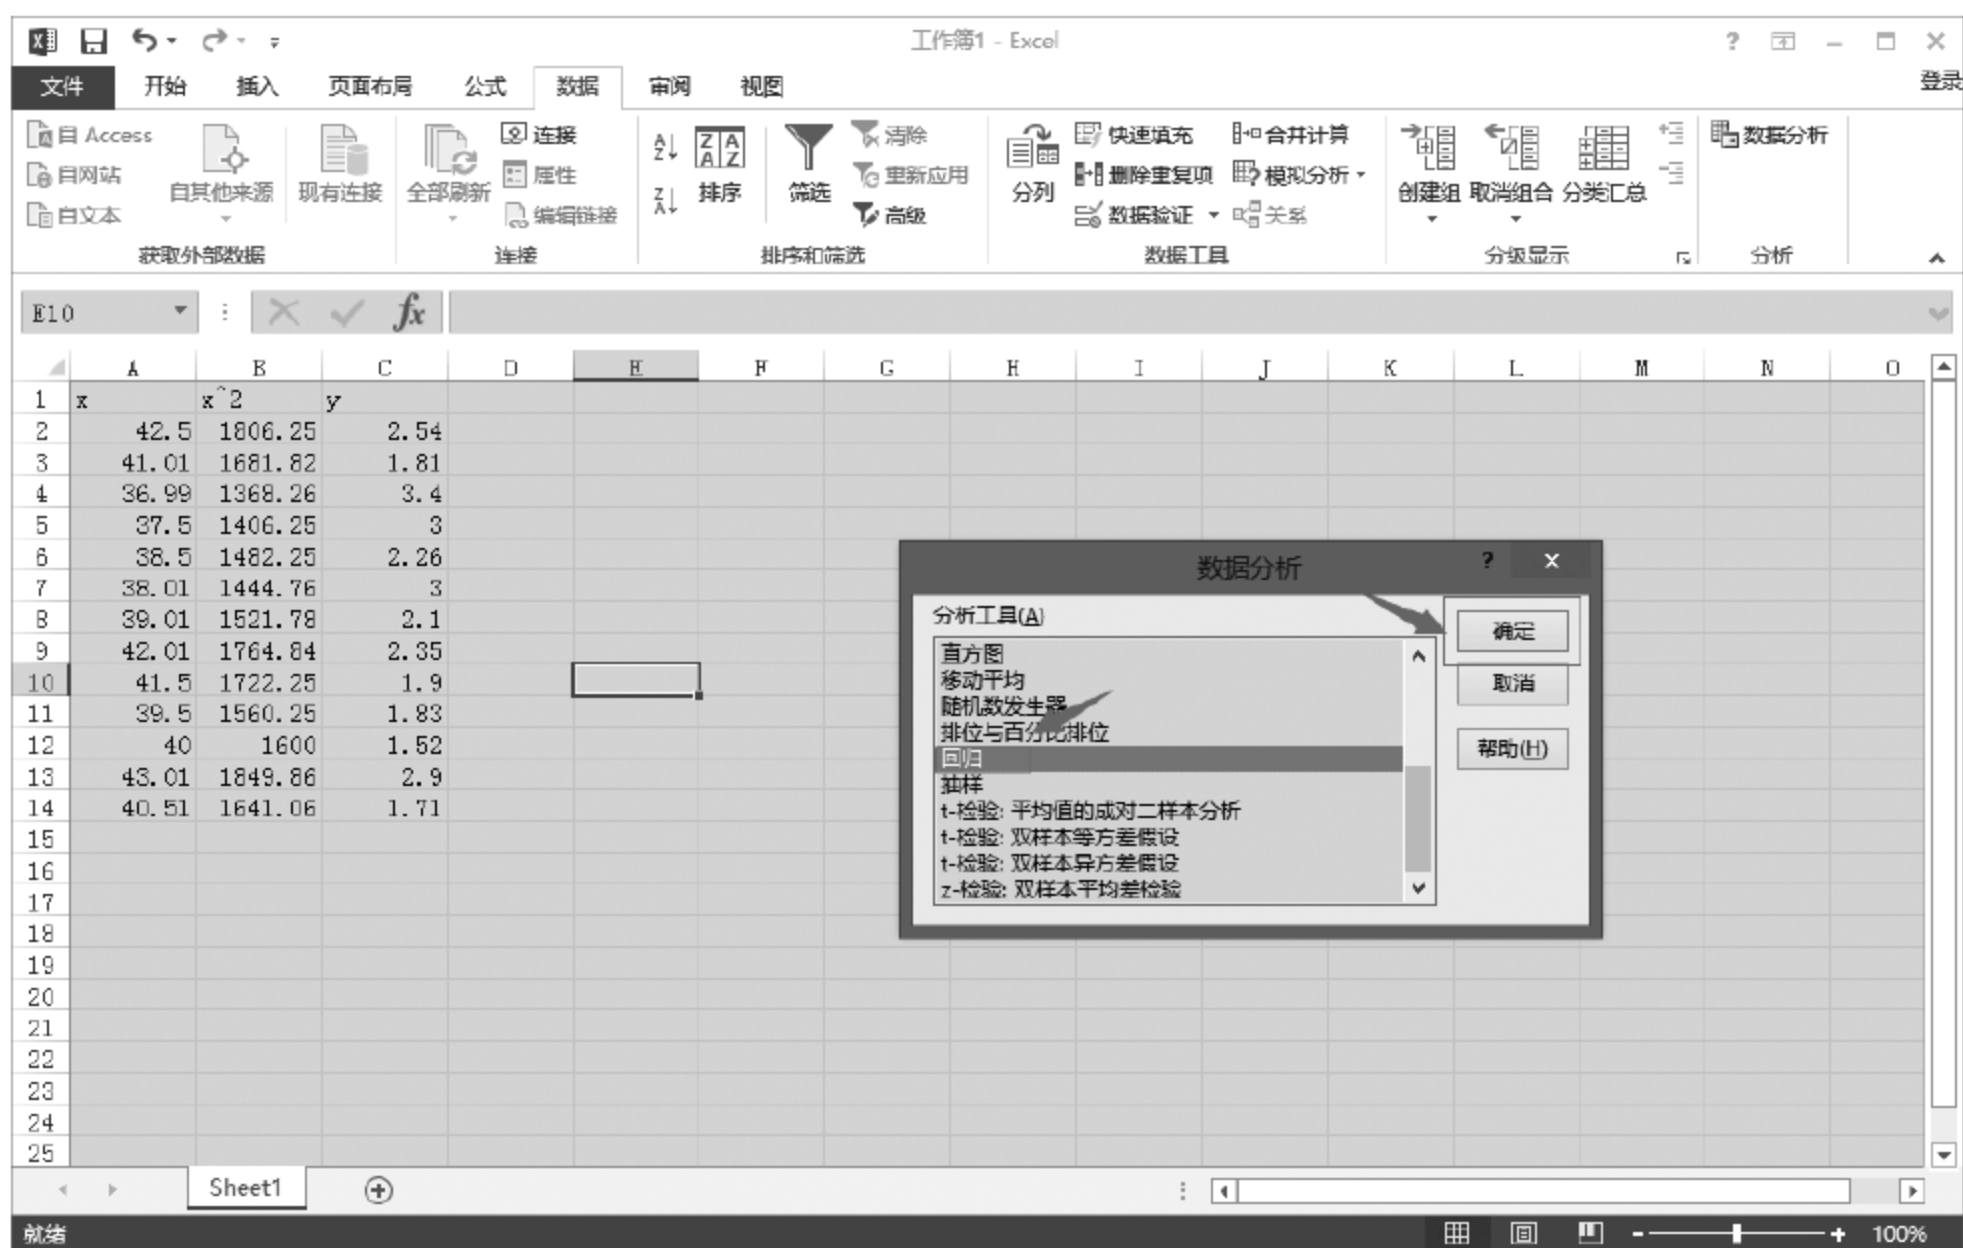 工作簿1 - Excel
登录
文件 开始 插入 页面布局 公式 数据 审阅 视图
自 Access
自网站
自文本
自其他来源
现有连接
获取外部数据
全部刷新
连接
属性
编辑链接
连接
排序
筛选
清除
重新应用
高级
排序和筛选
分列
快速填充
删除重复项
数据验证
合并计算
模拟分析
关系
数据工具
创建组 取消组合 分类汇总
分级显示
数据分析
分析
E10
fx
A B C D E F G H I J K L M N O
1 x x^2 y
2 42.5 1806.25 2.54
3 41.01 1681.82 1.81
4 36.99 1368.26 3.4
5 37.5 1406.25 3
6 38.5 1482.25 2.26
7 38.01 1444.76 3
8 39.01 1521.78 2.1
9 42.01 1764.84 2.35
10 41.5 1722.25 1.9
11 39.5 1560.25 1.83
12 40 1600 1.52
13 43.01 1849.86 2.9
14 40.51 1641.06 1.71
15
16
17
18
19
20
21
22
23
24
25
数据分析
分析工具(A)
直方图
移动平均
随机数发生器
排位与百分比排位
回归
抽样
t-检验: 平均值的成对二样本分析
t-检验: 双样本等方差假设
t-检验: 双样本异方差假设
z-检验: 双样本平均差检验
确定
取消
帮助(H)
Sheet1
就绪
100%